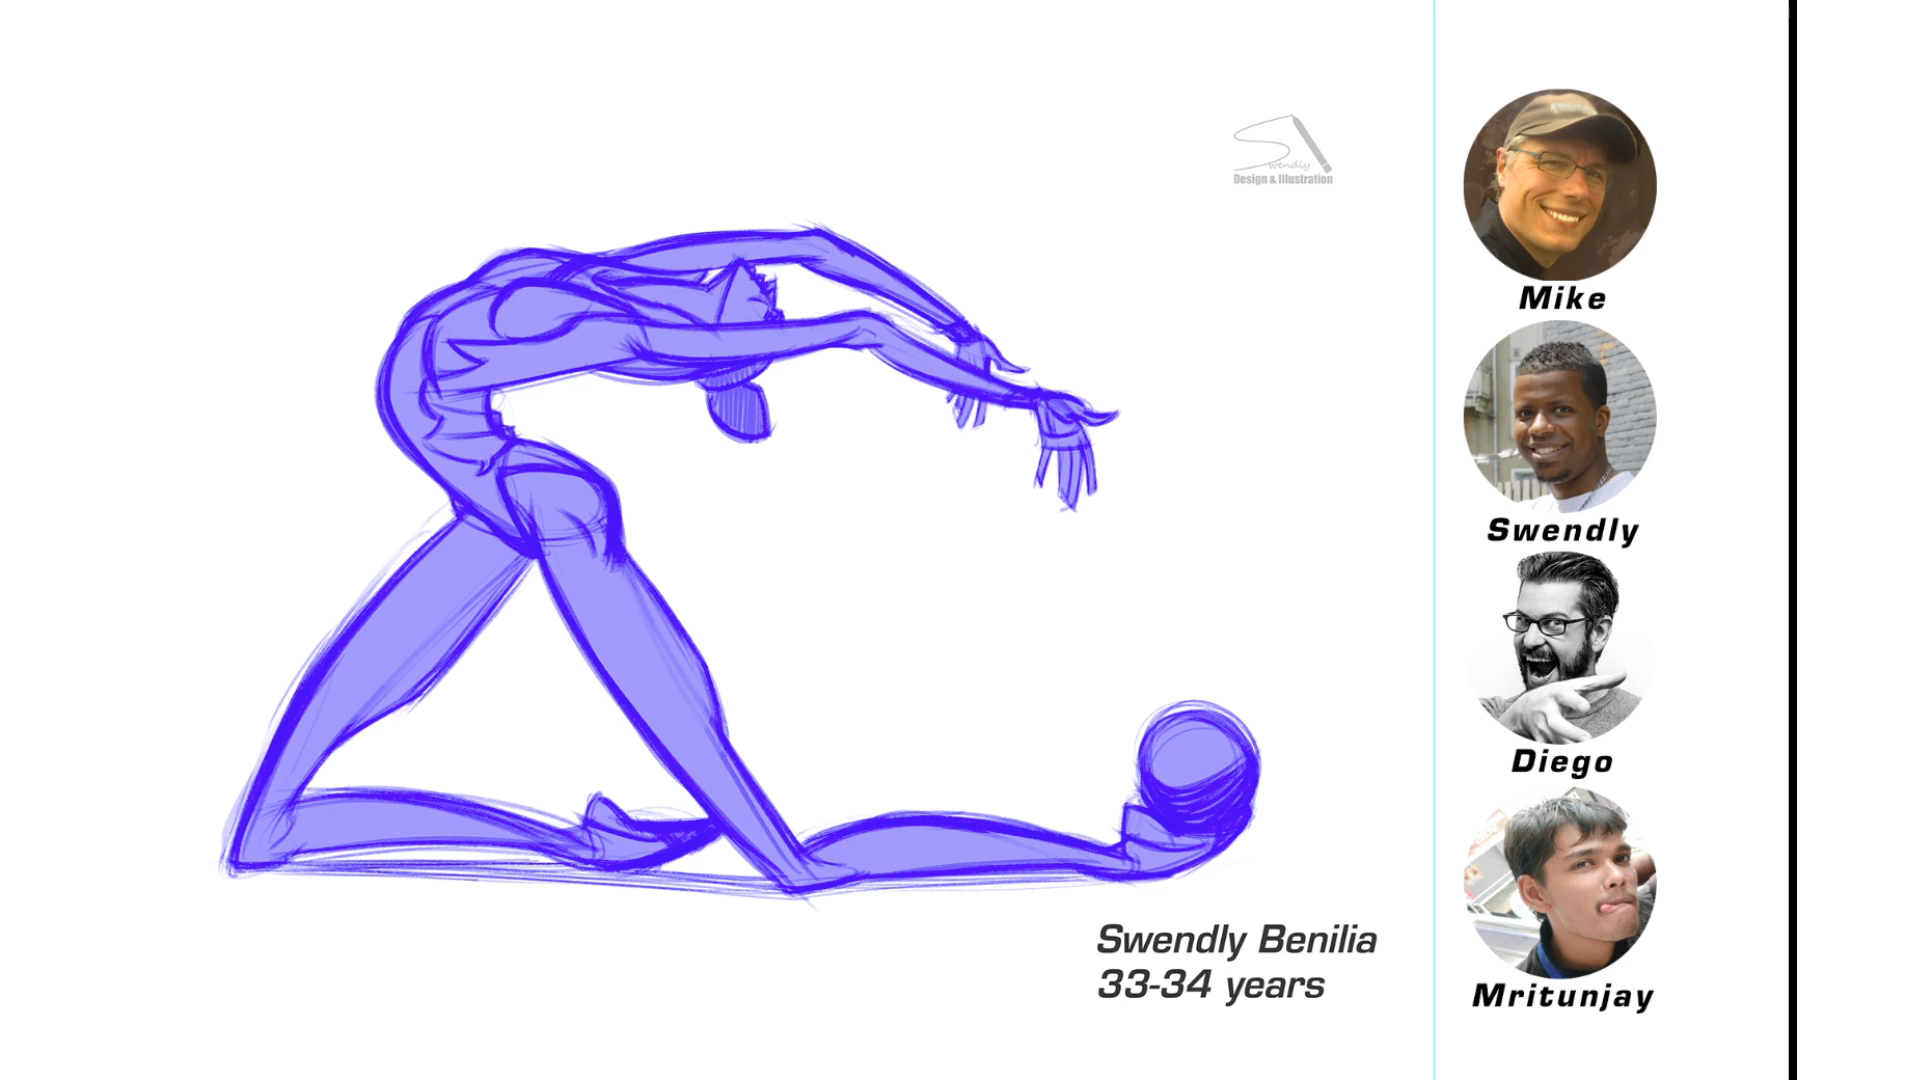 Swendly
Design & Illustration
Mike
Swendly
Diego
Mritunjay
Swendly Benilia
33-34 years